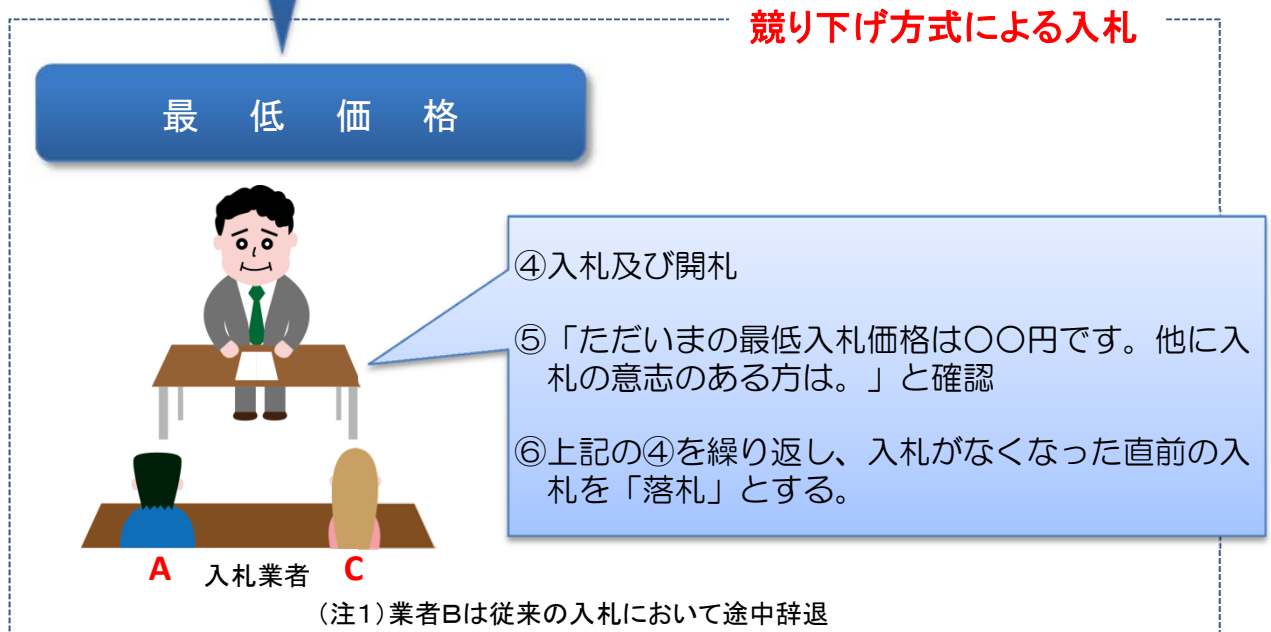 競り下げ方式による入札
最 低 価 格
④入札及び開札
⑤「ただいまの最低入札価格は〇〇円です。他に入
札の意志のある方は。」と確認
⑥上記の④を繰り返し、入札がなくなった直前の入
札を「落札」とする。
A 入札業者 C
(注1)業者Bは従来の入札において途中辞退